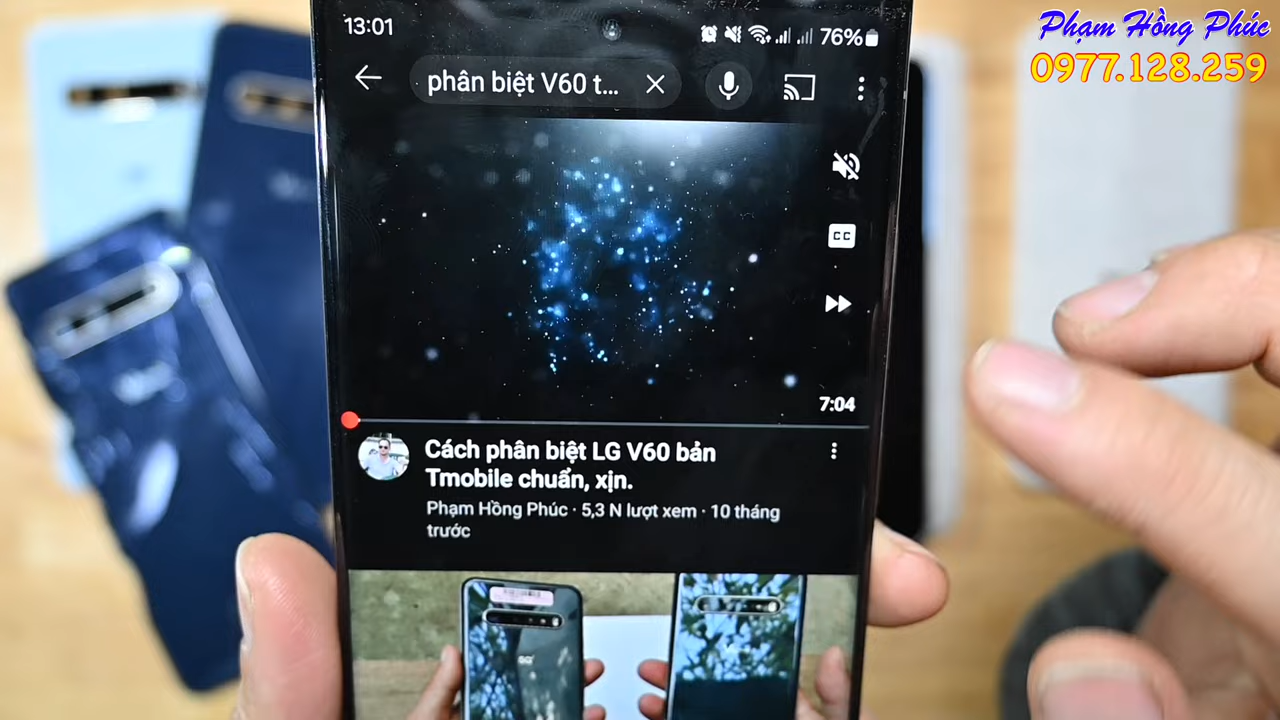 Phạm Hồng Phúc
0977.128.259
13:01
76%
phân biệt V60 t...
CC
7:04
Cách phân biệt LG V60 bản
Tmobile chuẩn, xịn.
Phạm Hồng Phúc · 5,3 N lượt xem · 10 tháng
trước